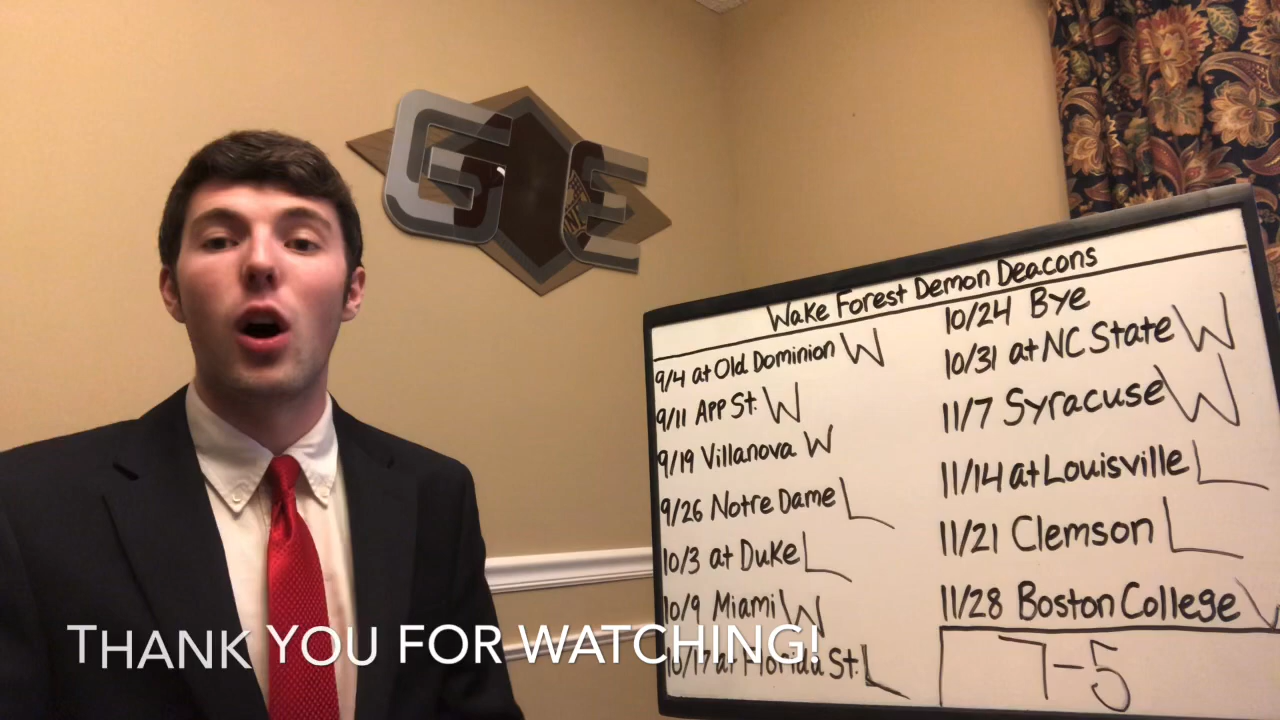 GE
Wake Forest Demon Deacons
9/4 at Old Dominion W
9/11 App St. W
9/19 Villanova W
9/26 Notre Dame L
10/3 at Duke L
10/9 Miami W
10/17 at Florida St. L
10/24 Bye
10/31 at NC State W
11/7 Syracuse W
11/14 at Louisville L
11/21 Clemson L
11/28 Boston College W
7-5
THANK YOU FOR WATCHING!